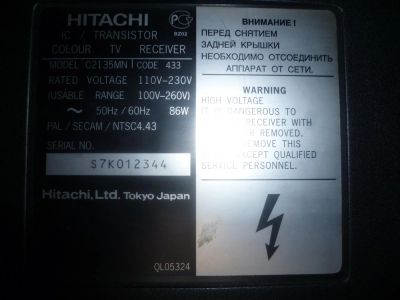 HITACHI
BZ02
IC / TRANSISTOR
COLOUR TV RECEIVER
MODEL C2135MN CODE 433
RATED VOLTAGE 110V-230V
(USABLE RANGE 100V-260V)
～ 50Hz / 60Hz 86W
PAL / SECAM / NTSC4.43
SERIAL NO.
S7K012344
Hitachi, Ltd. Tokyo Japan
QL05324
ВНИМАНИЕ !
ПЕРЕД СНЯТИЕМ
ЗАДНЕЙ КРЫШКИ
НЕОБХОДИМО ОТСОЕДИНИТЬ
АППАРАТ ОТ СЕТИ.
WARNING
HIGH VOLTAGE
IT IS DANGEROUS TO
RECEIVER WITH
REMOVED.
REMOVE THIS
EXCEPT QUALIFIED
SERVICE PERSONNEL.